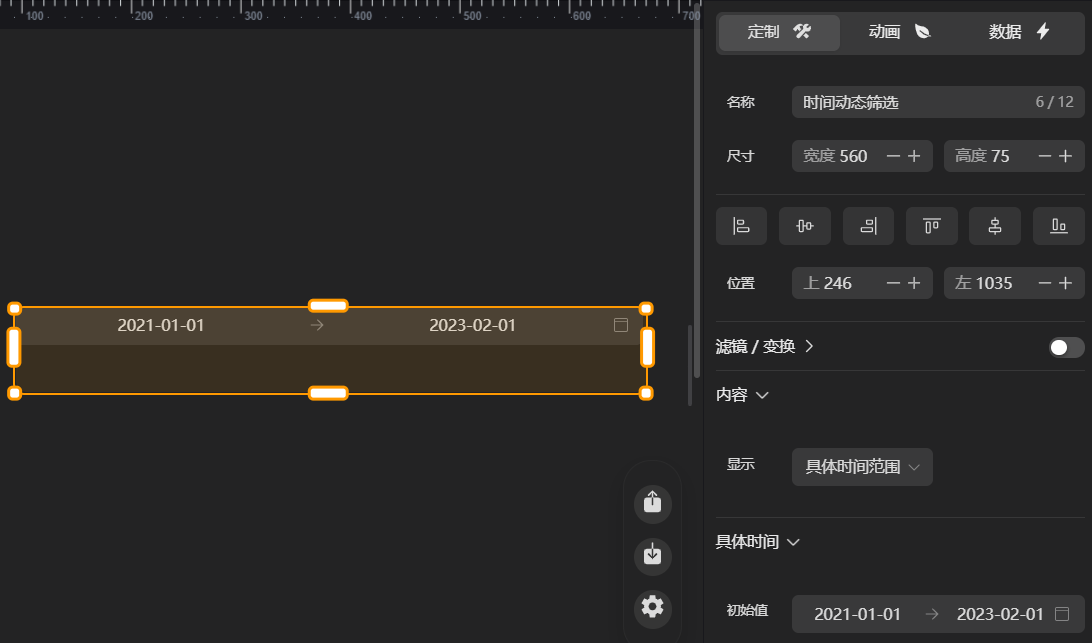 100 200 300 400 500 600 700
定制 动画 数据
名称 时间动态筛选 6 / 12
尺寸 宽度 560 高度 75
位置 上 246 左 1035
2021-01-01 → 2023-02-01
滤镜 / 变换
内容
显示 具体时间范围
具体时间
初始值 2021-01-01 → 2023-02-01